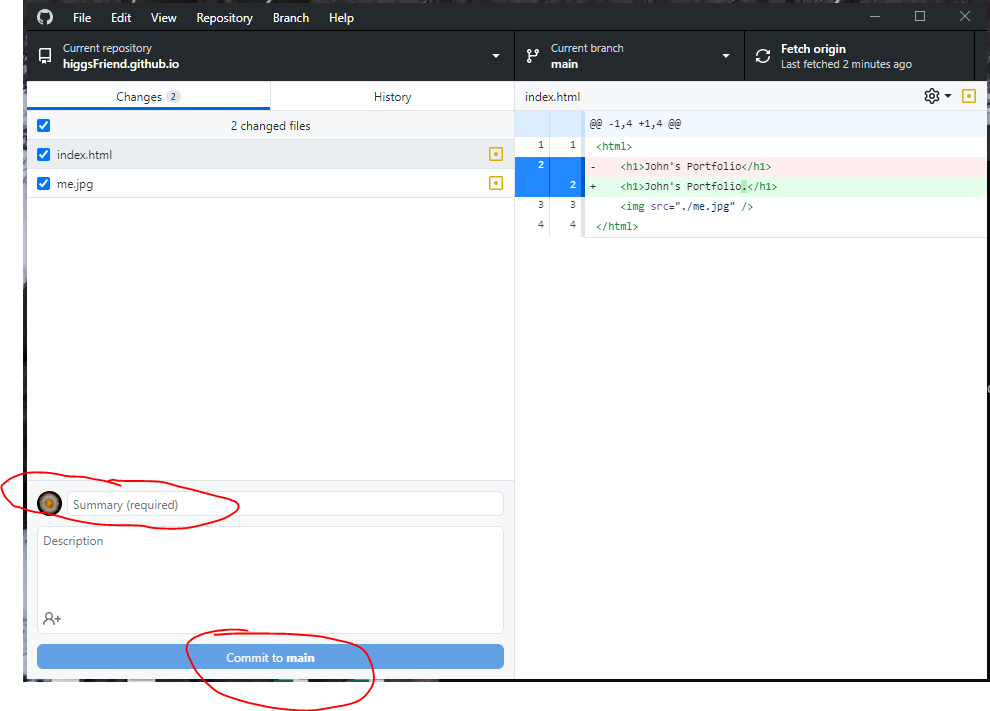 File Edit View Repository Branch Help
Current repository
higgsFriend.github.io
Current branch
main
Fetch origin
Last fetched 2 minutes ago
Changes 2
History
2 changed files
index.html
me.jpg
index.html
@@ -1,4 +1,4 @@
1 1 <html>
2 - <h1>John's Portfolio</h1>
2 + <h1>John's Portfolio.</h1>
3 3 <img src="./me.jpg" />
4 4 </html>
Summary (required)
Description
Commit to main